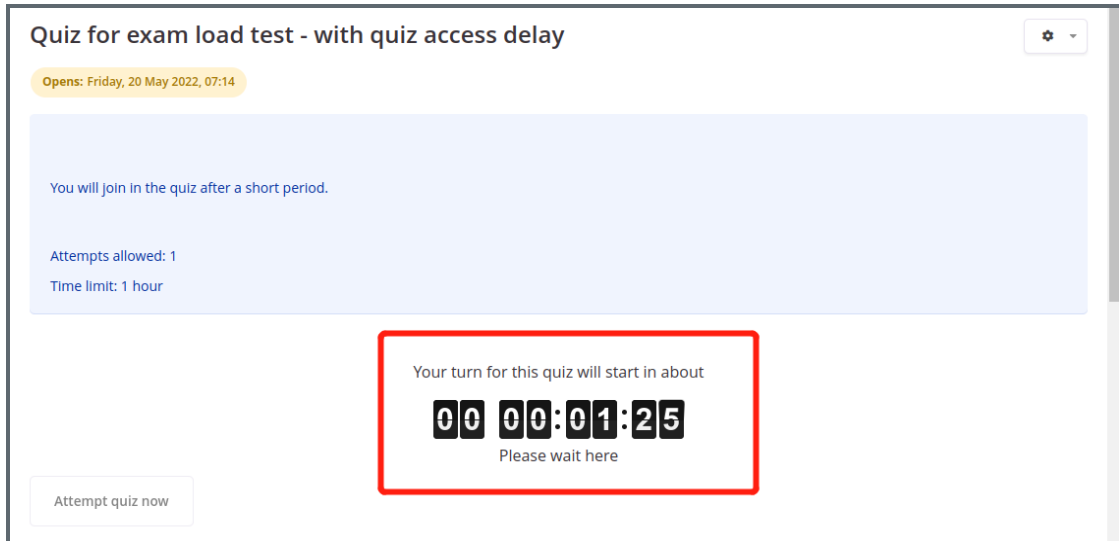 Quiz for exam load test - with quiz access delay
Opens: Friday, 20 May 2022, 07:14
You will join in the quiz after a short period.
Attempts allowed: 1
Time limit: 1 hour
Your turn for this quiz will start in about
00 00:01:25
Please wait here
Attempt quiz now